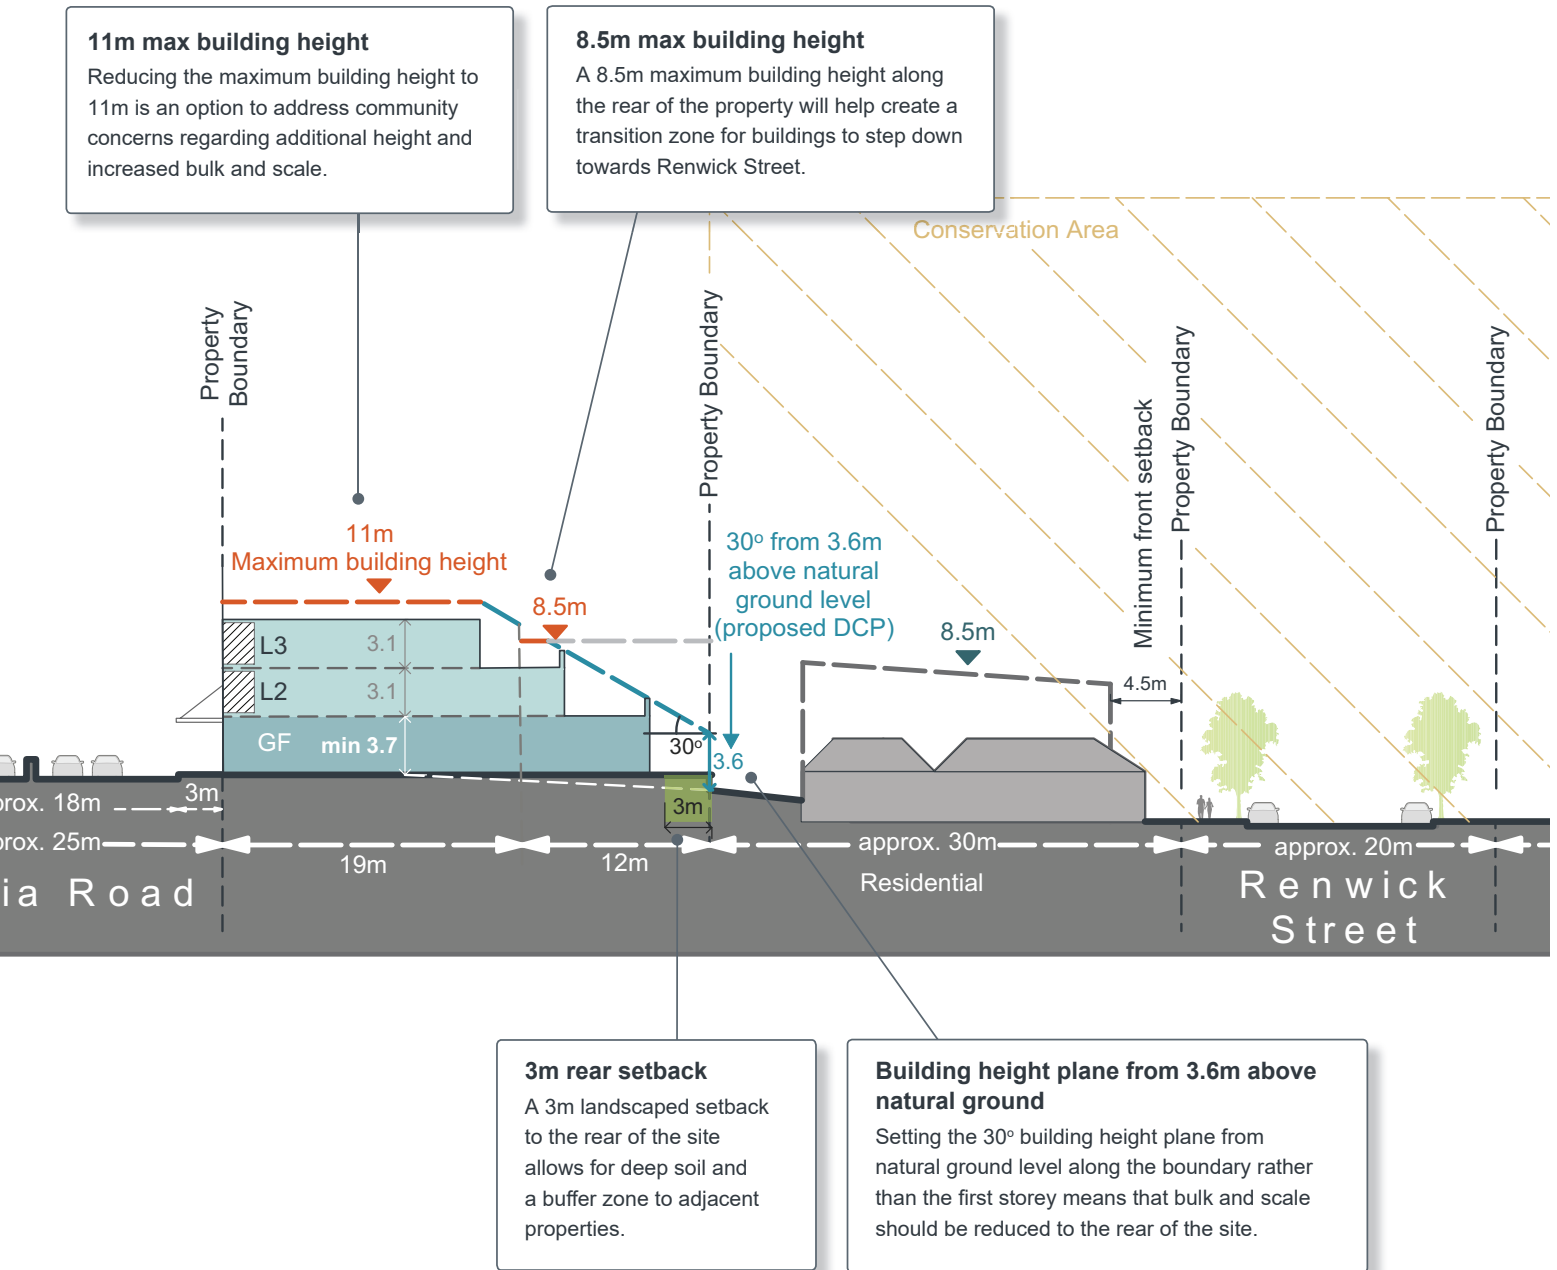 11m max building height
Reducing the maximum building height to
11m is an option to address community
concerns regarding additional height and
increased bulk and scale.
8.5m max building height
A 8.5m maximum building height along
the rear of the property will help create a
transition zone for buildings to step down
towards Renwick Street.
Conservation Area
Property
Boundary
Property Boundary
Minimum front setback
Property Boundary
Property Boundary
11m
Maximum building height
8.5m
30º from 3.6m
above natural
ground level
(proposed DCP)
8.5m
4.5m
L3
3.1
L2
3.1
GF
min 3.7
30º
3.6
3m
prox. 18m
3m
prox. 25m
19m
12m
approx. 30m
approx. 20m
ia Road
Residential
Renwick
Street
3m rear setback
A 3m landscaped setback
to the rear of the site
allows for deep soil and
a buffer zone to adjacent
properties.
Building height plane from 3.6m above
natural ground
Setting the 30º building height plane from
natural ground level along the boundary rather
than the first storey means that bulk and scale
should be reduced to the rear of the site.